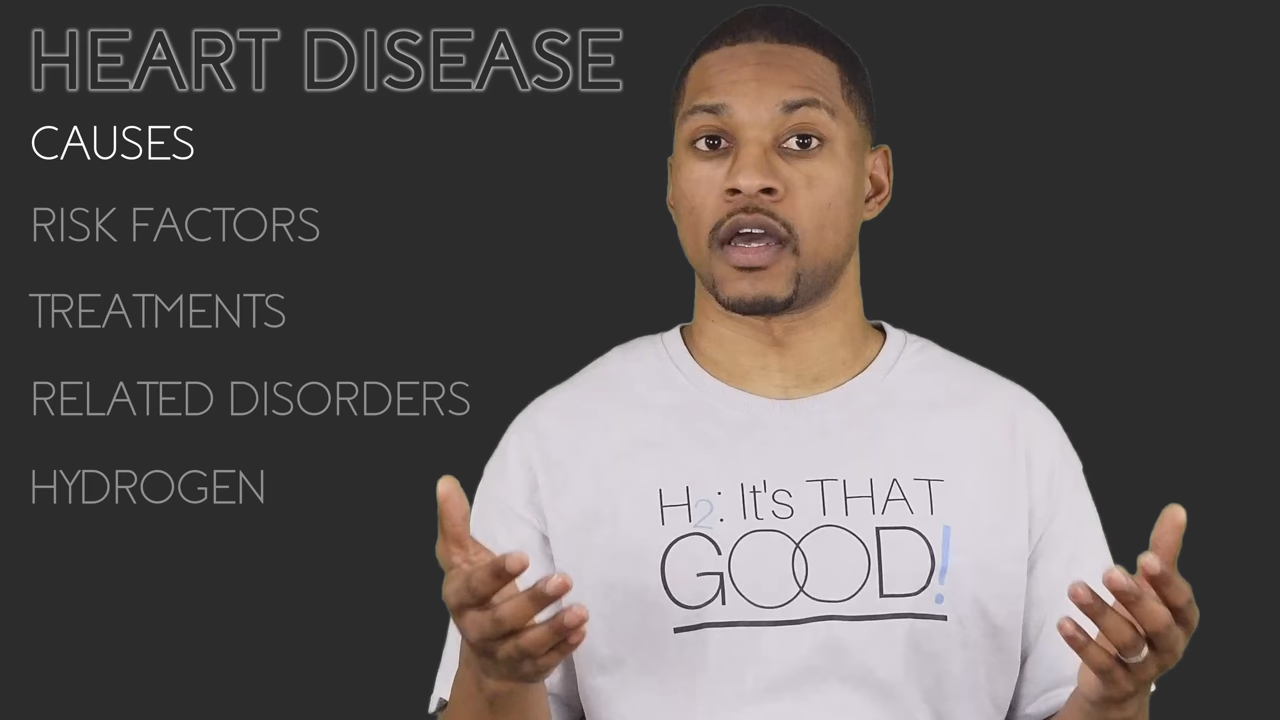 HEART DISEASE
CAUSES
RISK FACTORS
TREATMENTS
RELATED DISORDERS
HYDROGEN
H2: It's THAT
GOOD!